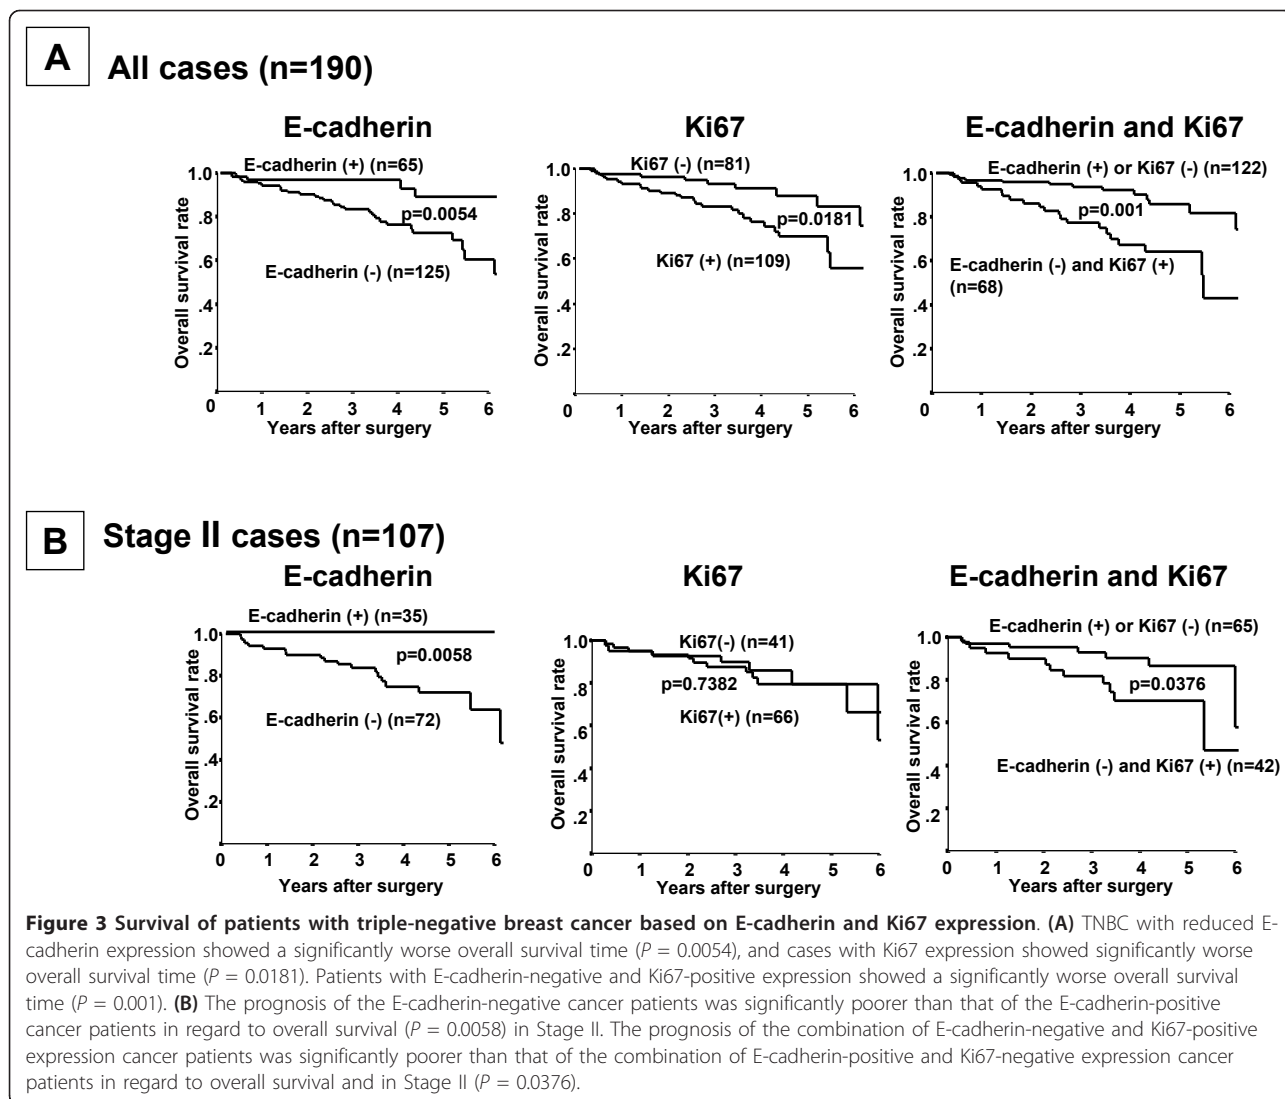 A
All cases (n=190)
E-cadherin
E-cadherin (+) (n=65)
p=0.0054
E-cadherin (-) (n=125)
Overall survival rate
1.0
.8
.6
.4
.2
0 1 2 3 4 5 6
Years after surgery
Ki67
Ki67 (-) (n=81)
p=0.0181
Ki67 (+) (n=109)
Overall survival rate
1.0
.8
.6
.4
.2
0 1 2 3 4 5 6
Years after surgery
E-cadherin and Ki67
E-cadherin (+) or Ki67 (-) (n=122)
p=0.001
E-cadherin (-) and Ki67 (+)
(n=68)
Overall survival rate
1.0
.8
.6
.4
.2
0 1 2 3 4 5 6
Years after surgery
B
Stage II cases (n=107)
E-cadherin
E-cadherin (+) (n=35)
p=0.0058
E-cadherin (-) (n=72)
Overall survival rate
1.0
.8
.6
.4
.2
0 1 2 3 4 5 6
Years after surgery
Ki67
Ki67(-) (n=41)
p=0.7382
Ki67(+) (n=66)
Overall survival rate
1.0
.8
.6
.4
.2
0 1 2 3 4 5 6
Years after surgery
E-cadherin and Ki67
E-cadherin (+) or Ki67 (-) (n=65)
p=0.0376
E-cadherin (-) and Ki67 (+) (n=42)
Overall survival rate
1.0
.8
.6
.4
.2
0 1 2 3 4 5 6
Years after surgery
Figure 3 Survival of patients with triple-negative breast cancer based on E-cadherin and Ki67 expression. (A) TNBC with reduced E-
cadherin expression showed a significantly worse overall survival time (P = 0.0054), and cases with Ki67 expression showed significantly worse
overall survival time (P = 0.0181). Patients with E-cadherin-negative and Ki67-positive expression showed a significantly worse overall survival
time (P = 0.001). (B) The prognosis of the E-cadherin-negative cancer patients was significantly poorer than that of the E-cadherin-positive
cancer patients in regard to overall survival (P = 0.0058) in Stage II. The prognosis of the combination of E-cadherin-negative and Ki67-positive
expression cancer patients was significantly poorer than that of the combination of E-cadherin-positive and Ki67-negative expression cancer
patients in regard to overall survival and in Stage II (P = 0.0376).